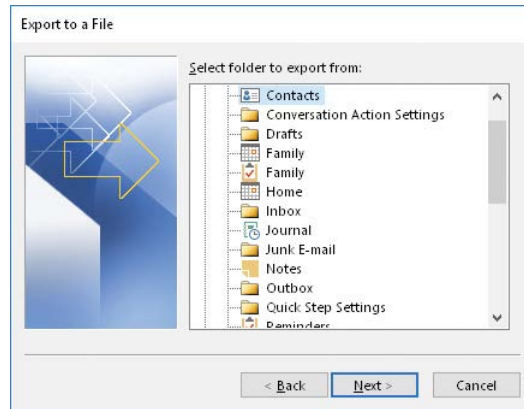 Export to a File
Select folder to export from:
Contacts
Conversation Action Settings
Drafts
Family
Family
Home
Inbox
Journal
Junk E-mail
Notes
Outbox
Quick Step Settings
Reminders
< Back Next > Cancel